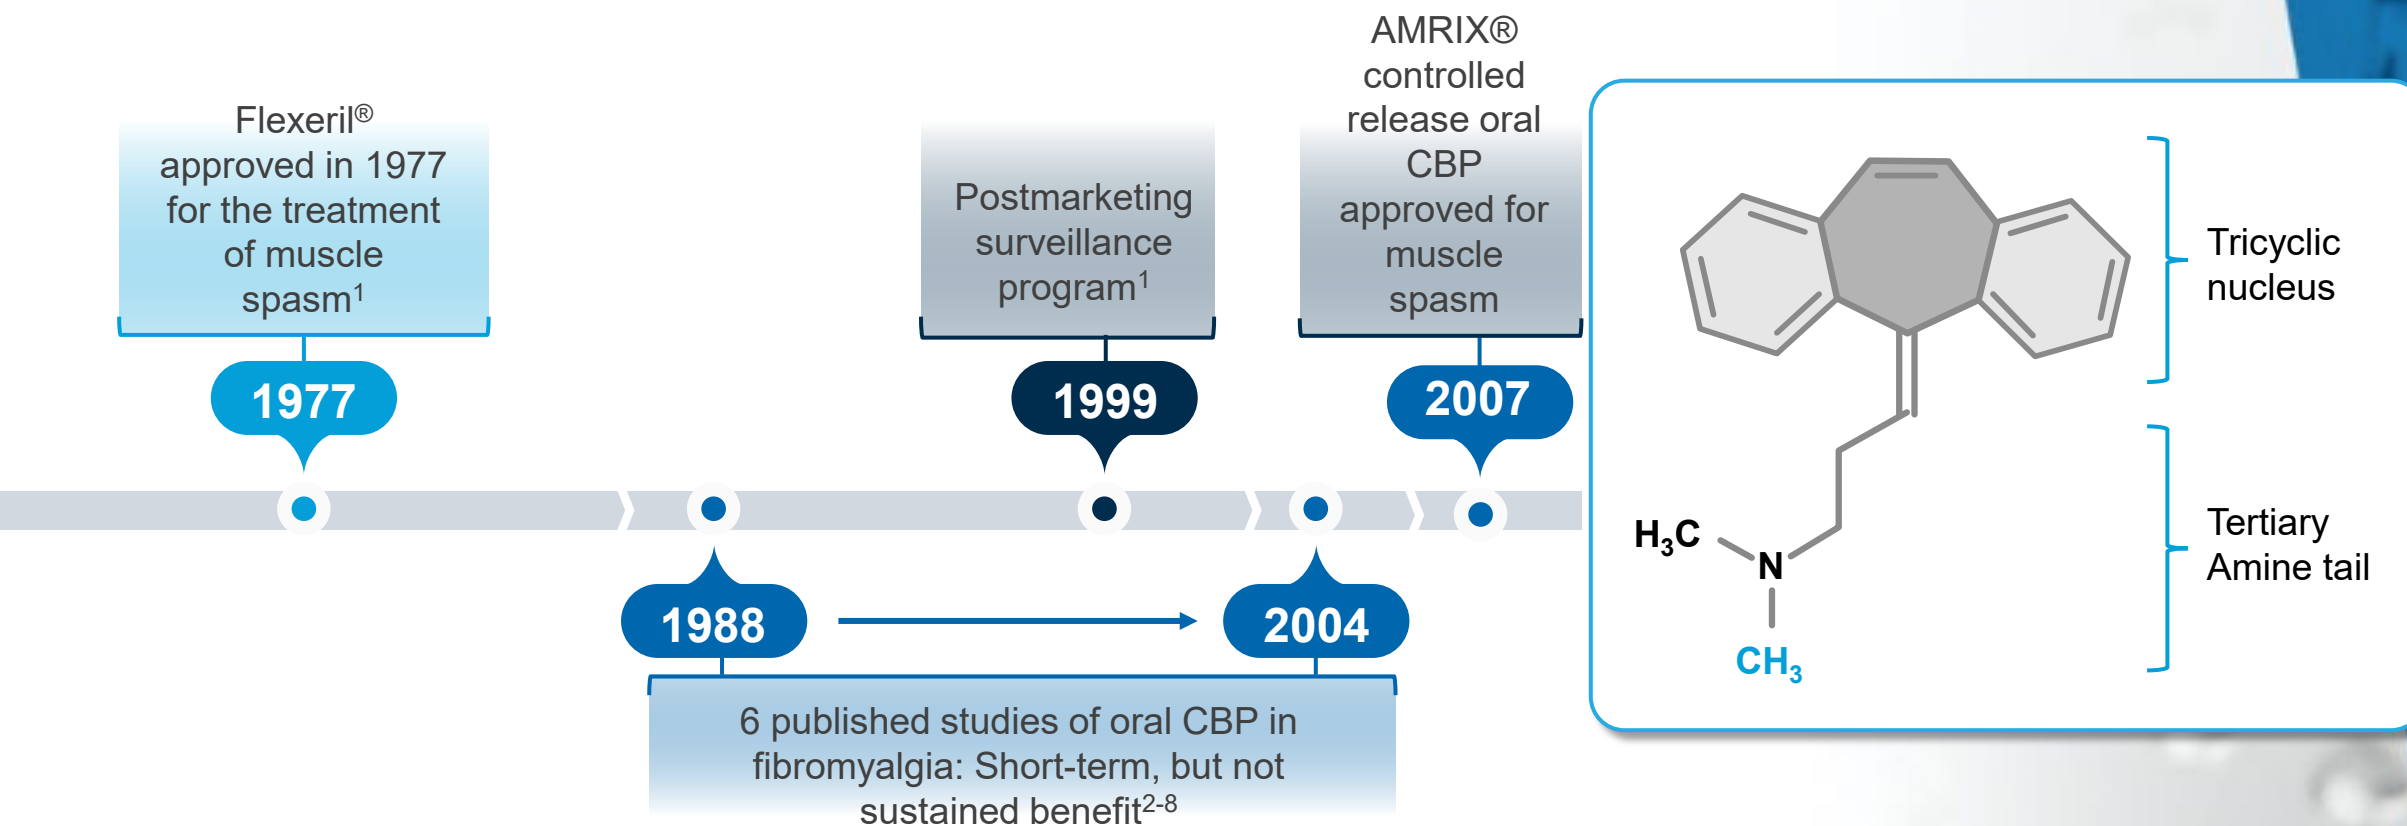 Flexeril®
approved in 1977
for the treatment
of muscle
spasm1
1977
Postmarketing
surveillance
program1
1999
AMRIX®
controlled
release oral
CBP
approved for
muscle
spasm
2007
1988
2004
6 published studies of oral CBP in
fibromyalgia: Short-term, but not
sustained benefit2-8
Tricyclic
nucleus
H3C
N
CH3
Tertiary
Amine tail